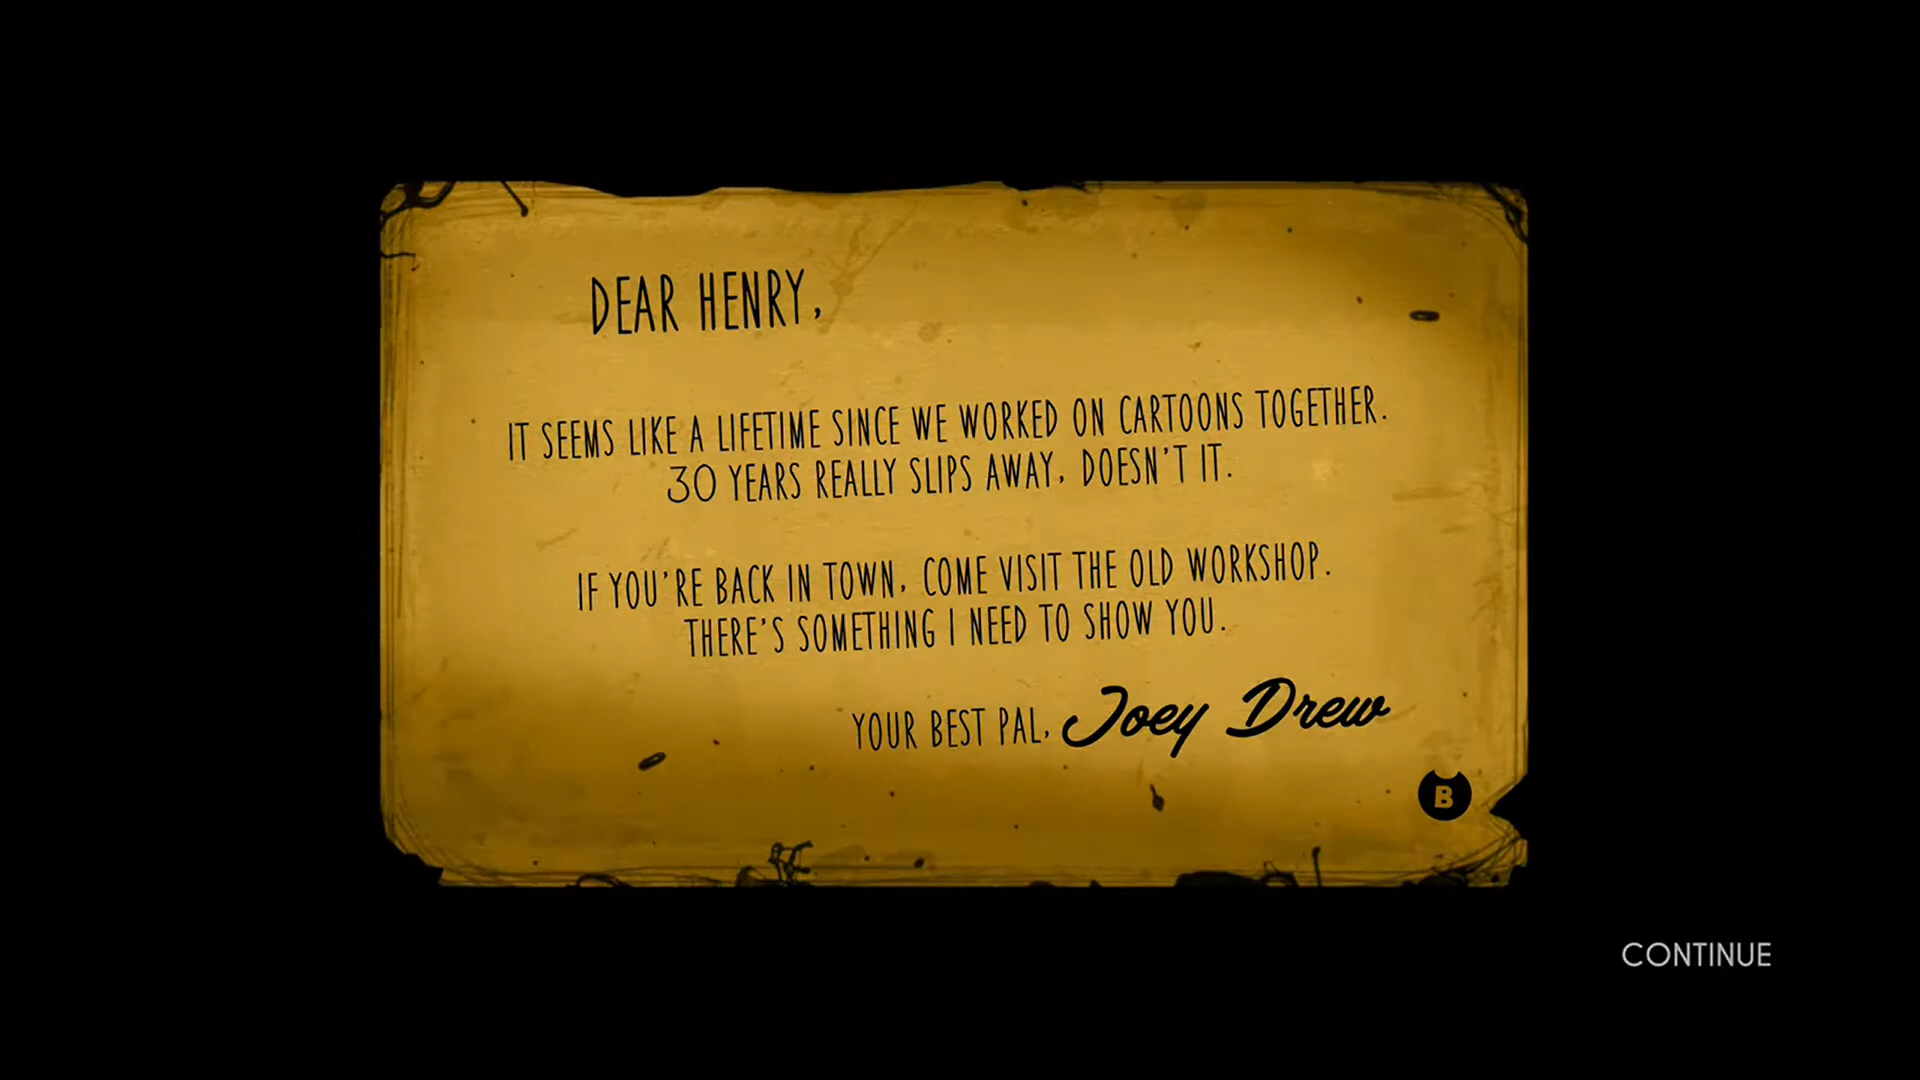 DEAR HENRY,
IT SEEMS LIKE A LIFETIME SINCE WE WORKED ON CARTOONS TOGETHER.
30 YEARS REALLY SLIPS AWAY, DOESN'T IT.
IF YOU'RE BACK IN TOWN, COME VISIT THE OLD WORKSHOP.
THERE'S SOMETHING I NEED TO SHOW YOU.
YOUR BEST PAL, Joey Drew
B
CONTINUE